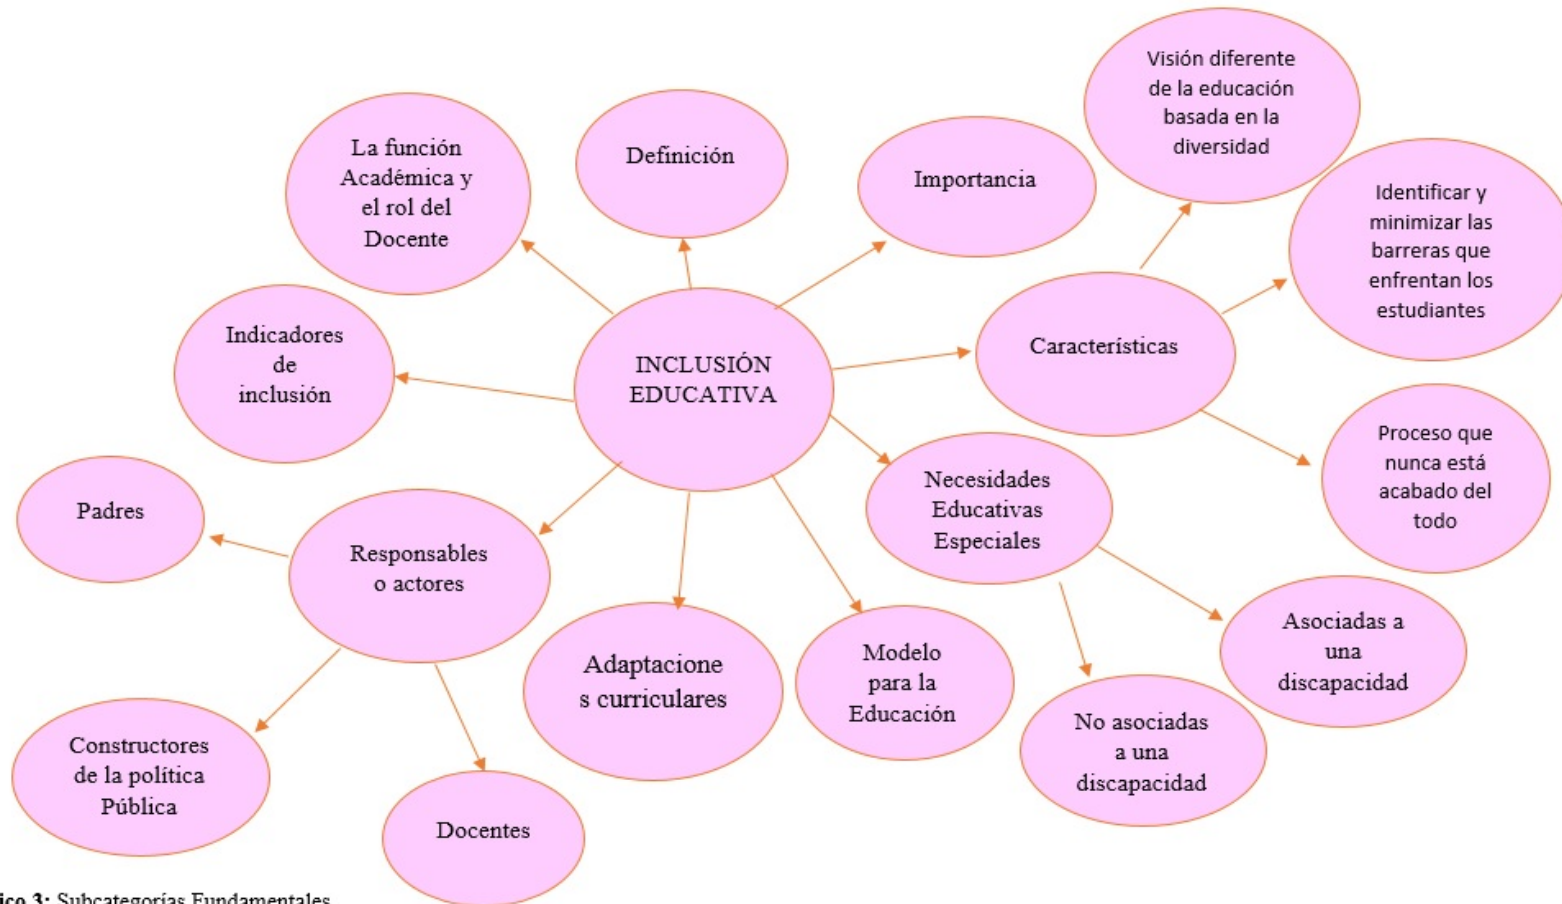 Visión diferente
de la educación
basada en la
diversidad
La función
Académica y
el rol del
Docente
Definición
Importancia
Identificar y
minimizar las
barreras que
enfrentan los
estudiantes
Indicadores
de
inclusión
INCLUSIÓN
EDUCATIVA
Características
Proceso que
nunca está
acabado del
todo
Necesidades
Educativas
Especiales
Padres
Responsables
o actores
Adaptacione
s curriculares
Modelo
para la
Educación
Asociadas a
una
discapacidad
No asociadas
a una
discapacidad
Constructores
de la política
Pública
Docentes
3: Subcategorías Fundamentales